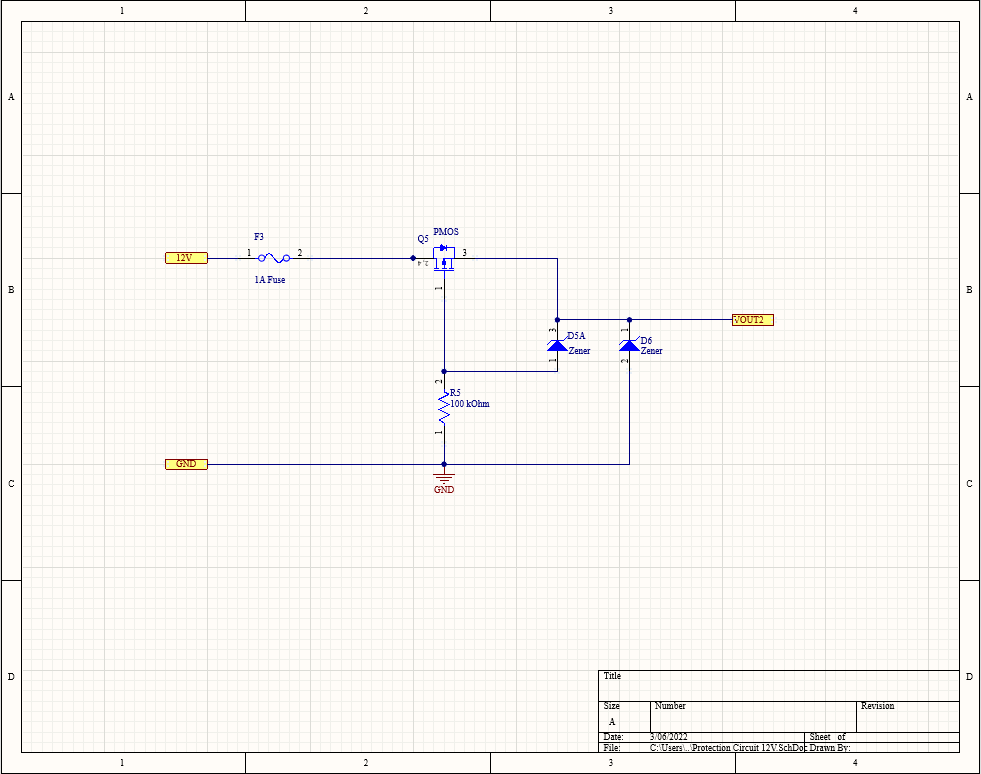 1 2 3 4
A A
F3
PMOS
Q5
12V 1 2 2,4 3
1A Fuse
B B
1
VOUT2
3 D5A 1 D6
Zener Zener
1 2
2
R5
100 kOhm
1
GND
C C
GND
D D
Title
Size Number Revision
A
Date: 3/06/2022 Sheet of
File: C:\Users\..\Protection Circuit 12V.SchDoc Drawn By:
1 2 3 4